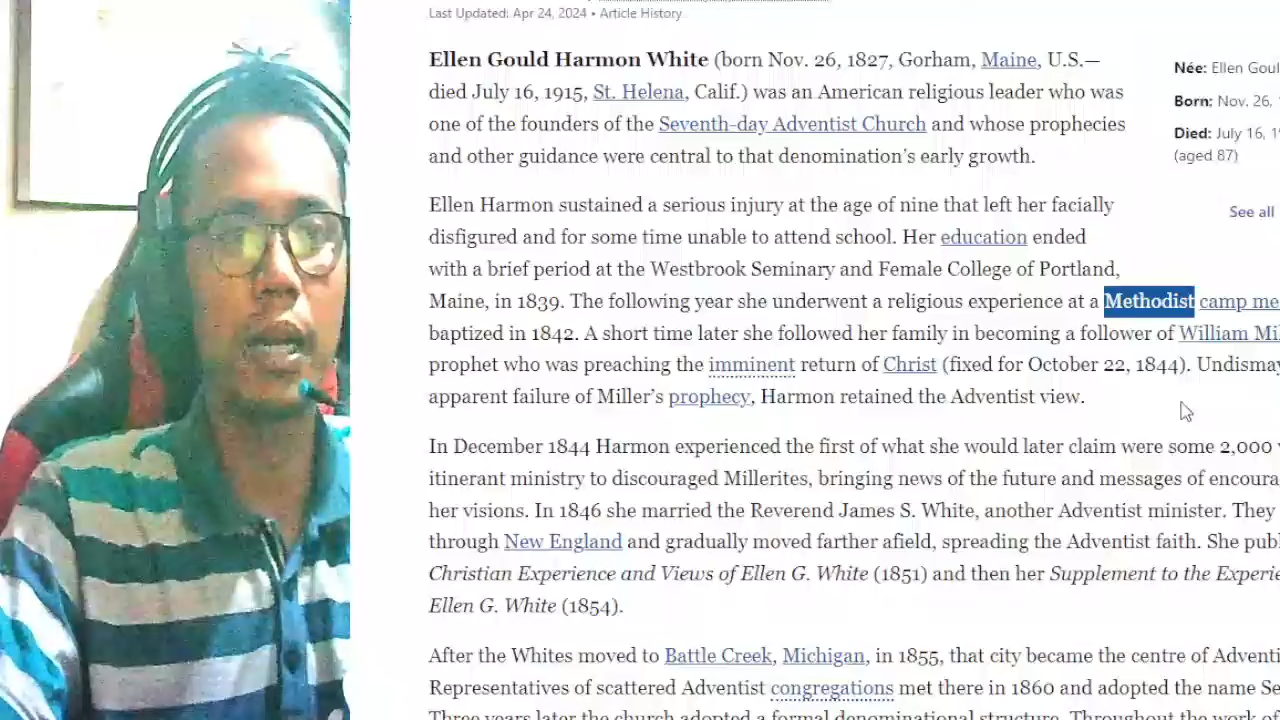 Last Updated: Apr 24, 2024 • Article History
Ellen Gould Harmon White (born Nov. 26, 1827, Gorham, Maine, U.S.—
died July 16, 1915, St. Helena, Calif.) was an American religious leader who was
one of the founders of the Seventh-day Adventist Church and whose prophecies
and other guidance were central to that denomination's early growth.
Née: Ellen Goul
Born: Nov. 26,
Died: July 16, 1
(aged 87)
See all
Ellen Harmon sustained a serious injury at the age of nine that left her facially
disfigured and for some time unable to attend school. Her education ended
with a brief period at the Westbrook Seminary and Female College of Portland,
Maine, in 1839. The following year she underwent a religious experience at a Methodist camp me
baptized in 1842. A short time later she followed her family in becoming a follower of William Mil
prophet who was preaching the imminent return of Christ (fixed for October 22, 1844). Undismay
apparent failure of Miller's prophecy, Harmon retained the Adventist view.
In December 1844 Harmon experienced the first of what she would later claim were some 2,000
itinerant ministry to discouraged Millerites, bringing news of the future and messages of encoura
her visions. In 1846 she married the Reverend James S. White, another Adventist minister. They
through New England and gradually moved farther afield, spreading the Adventist faith. She publ
Christian Experience and Views of Ellen G. White (1851) and then her Supplement to the Experie
Ellen G. White (1854).
After the Whites moved to Battle Creek, Michigan, in 1855, that city became the centre of Adventi
Representatives of scattered Adventist congregations met there in 1860 and adopted the name Se
Three years later the church adopted a formal denominational structure. Throughout the work of